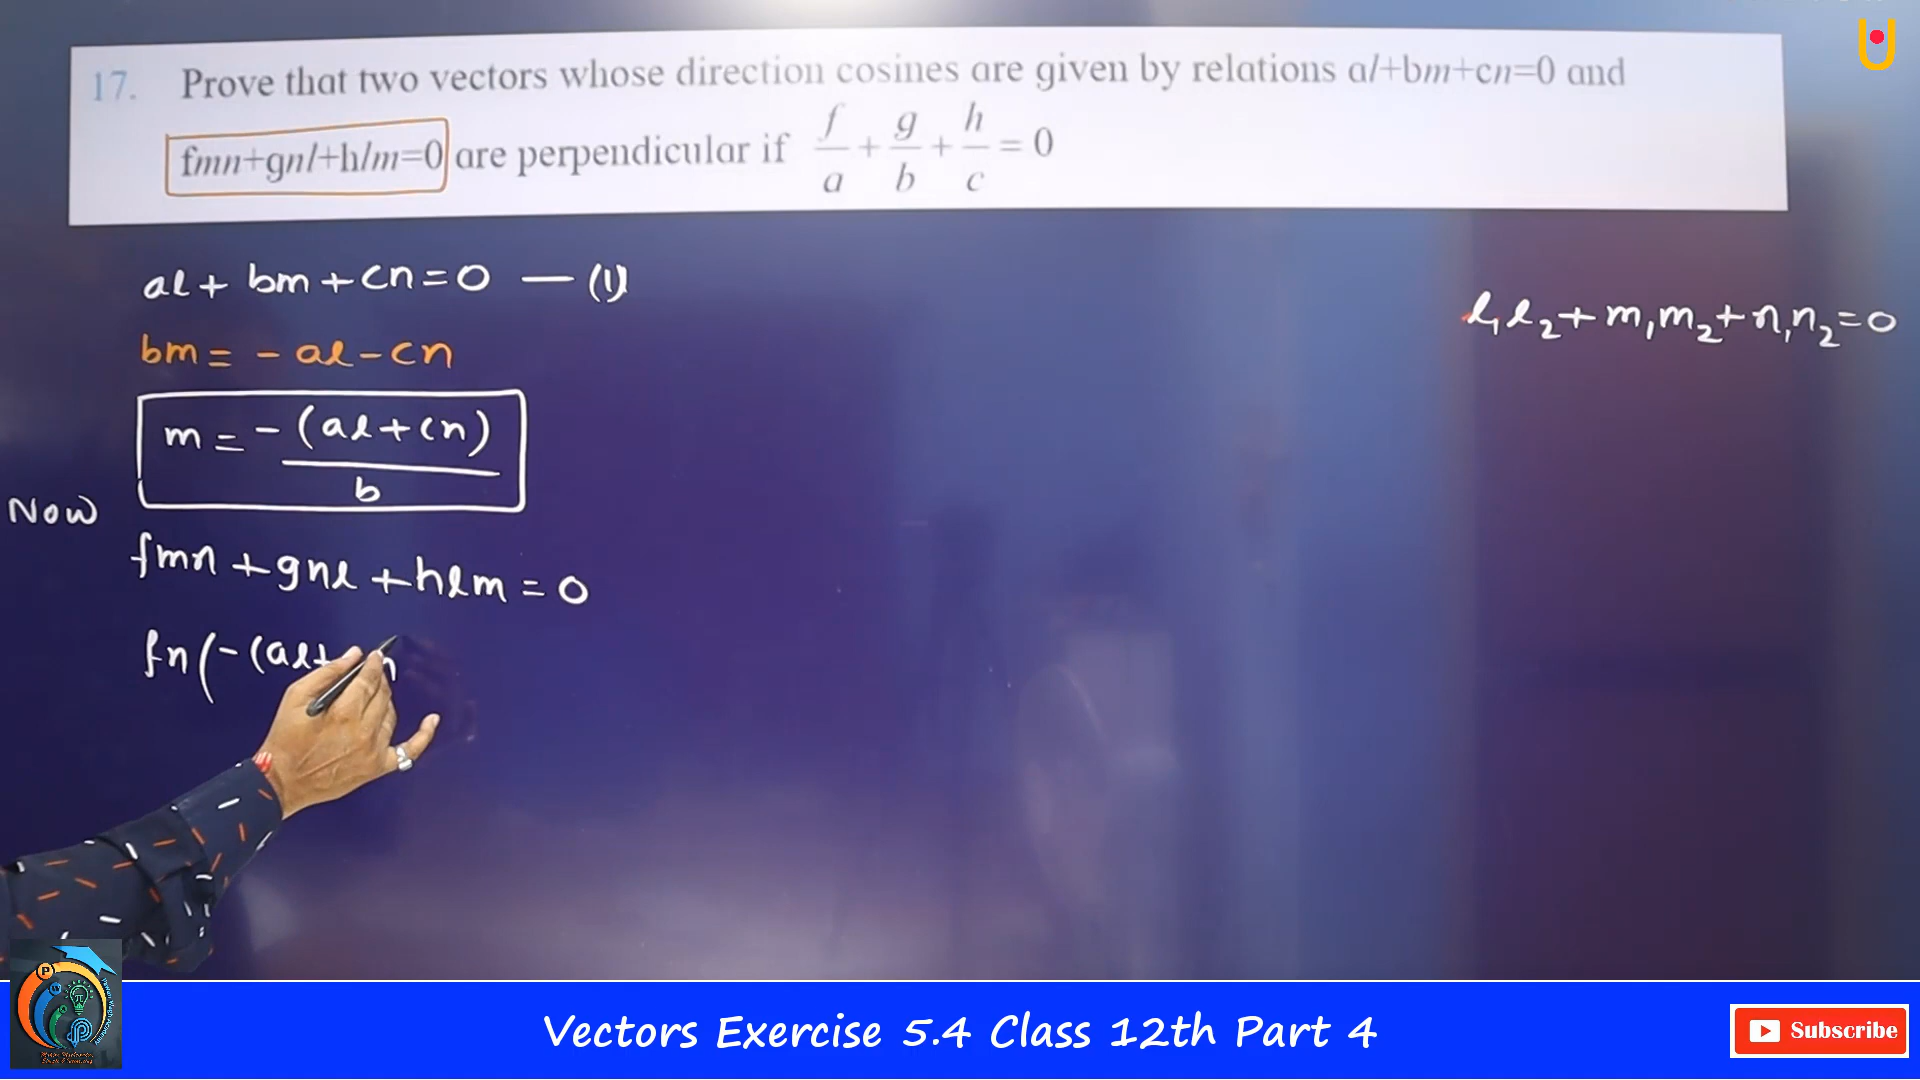 17. Prove that two vectors whose direction cosines are given by relations al+bm+cn=0 and
fmn+gnl+hlm=0 are perpendicular if f/a + g/b + h/c = 0
al + bm + cn = 0 — (1)
l₁l₂ + m₁m₂ + n₁n₂ = 0
bm = - al - cn
m = - (al + cn) / b
Now
fmn + gnl + hlm = 0
fn(-(al+
Vectors Exercise 5.4 Class 12th Part 4
Subscribe